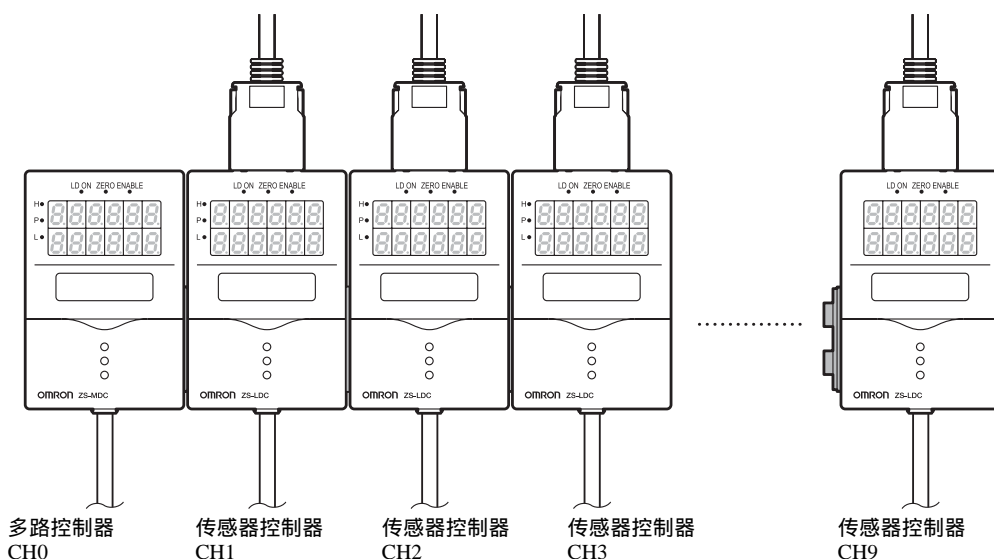 LD ON ZERO ENABLE
H
P
L
OMRON ZS-MDC
LD ON ZERO ENABLE
H
P
L
OMRON ZS-LDC
LD ON ZERO ENABLE
H
P
L
OMRON ZS-LDC
LD ON ZERO ENABLE
H
P
L
OMRON ZS-LDC
LD ON ZERO ENABLE
OMRON ZS-LDC
多路控制器
CH0
传感器控制器
CH1
传感器控制器
CH2
传感器控制器
CH3
传感器控制器
CH9